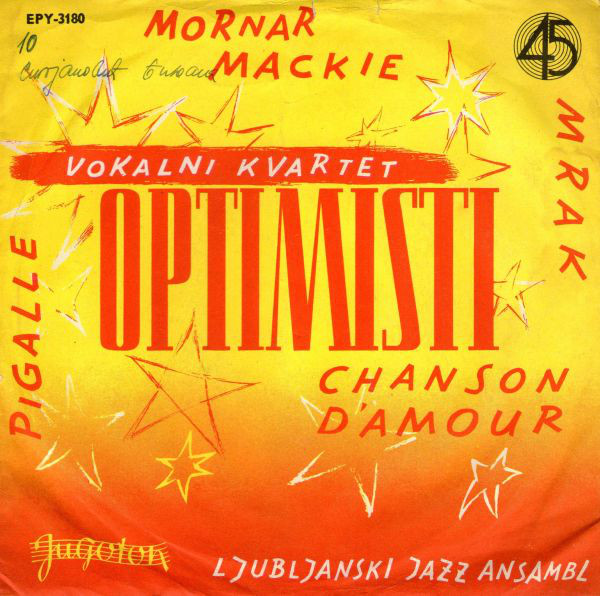 EPY-3180
10
MORNAR
MACKIE
45
MRAK
VOKALNI KVARTET
OPTIMISTI
PIGALLE
CHANSON
D'AMOUR
Jugoton
LJUBLJANSKI JAZZ ANSAMBL